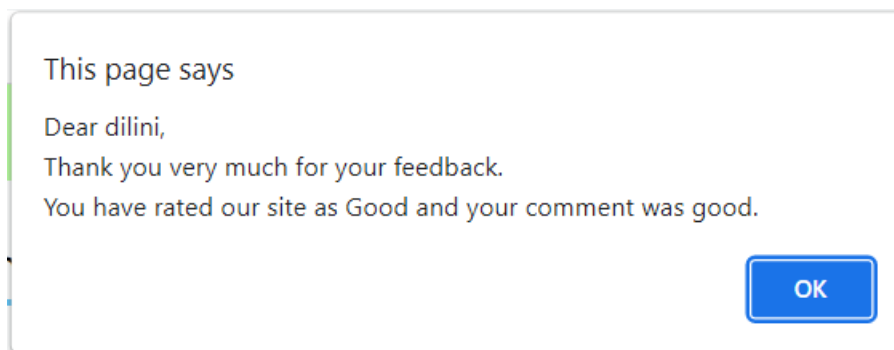 This page says
Dear dilini,
Thank you very much for your feedback.
You have rated our site as Good and your comment was good.
OK